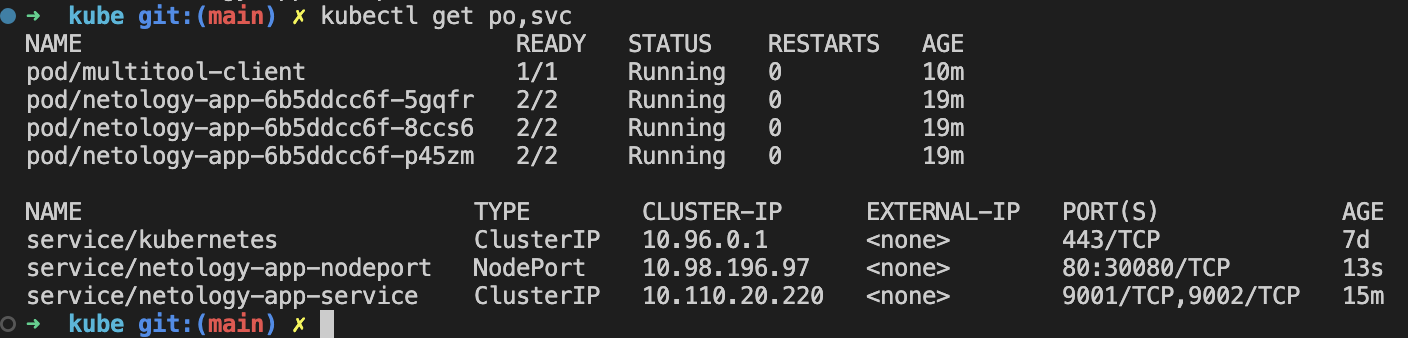 ➜ kube git:(main) ✗ kubectl get po,svc
NAME READY STATUS RESTARTS AGE
pod/multitool-client 1/1 Running 0 10m
pod/netology-app-6b5ddcc6f-5gqfr 2/2 Running 0 19m
pod/netology-app-6b5ddcc6f-8ccs6 2/2 Running 0 19m
pod/netology-app-6b5ddcc6f-p45zm 2/2 Running 0 19m
NAME TYPE CLUSTER-IP EXTERNAL-IP PORT(S) AGE
service/kubernetes ClusterIP 10.96.0.1 <none> 443/TCP 7d
service/netology-app-nodeport NodePort 10.98.196.97 <none> 80:30080/TCP 13s
service/netology-app-service ClusterIP 10.110.20.220 <none> 9001/TCP,9002/TCP 15m
➜ kube git:(main) ✗